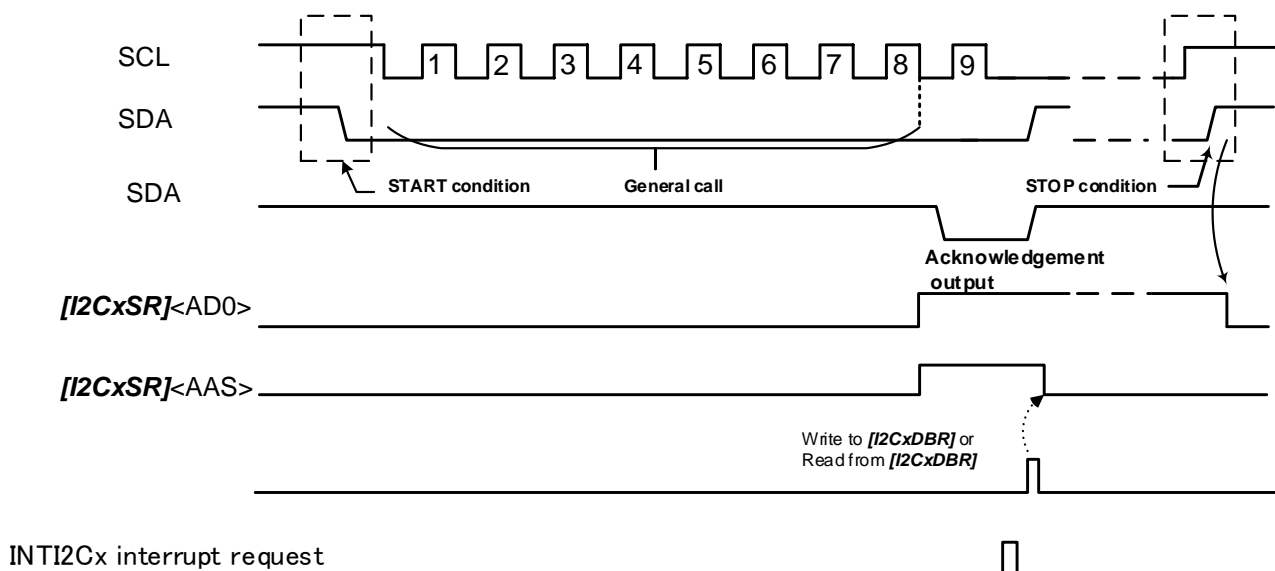 SCL
1 2 3 4 5 6 7 8 9
SDA
START condition
General call
STOP condition
SDA
Acknowledgement
output
[I2CxSR]<AD0>
[I2CxSR]<AAS>
Write to [I2CxDBR] or
Read from [I2CxDBR]
INTI2Cx interrupt request